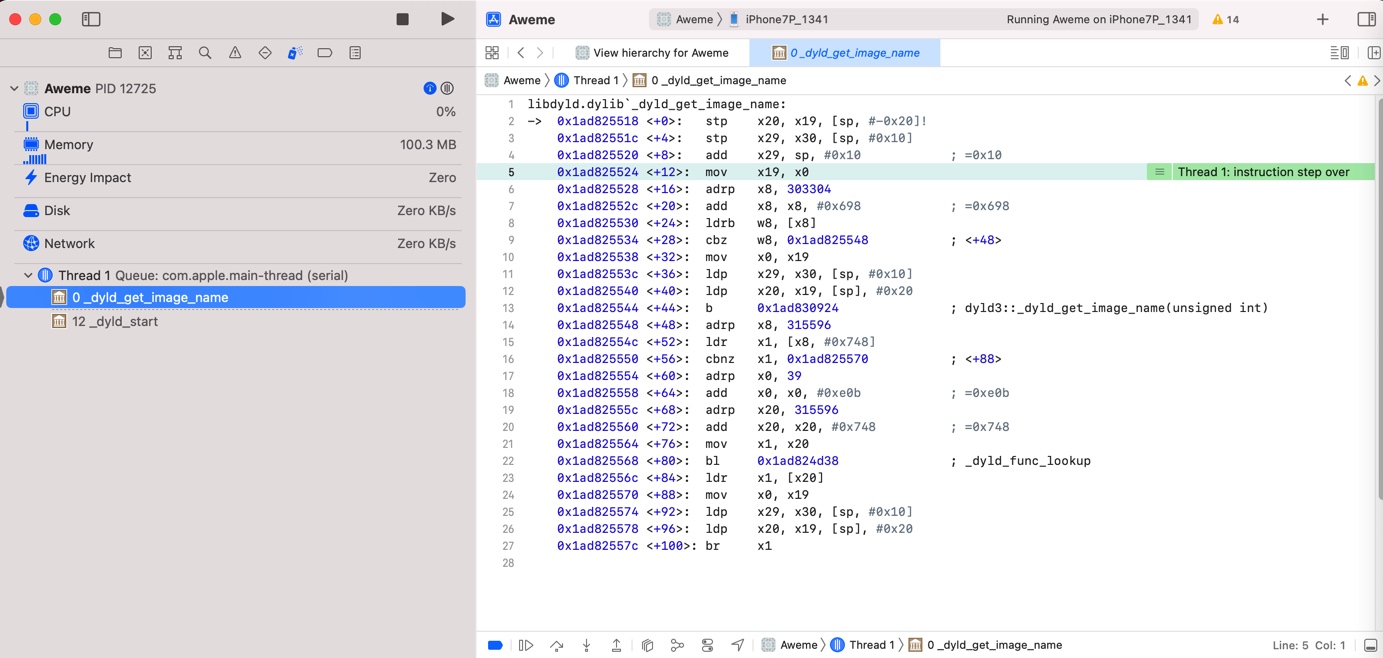 Aweme
Aweme 〉 iPhone7P_1341
Running Aweme on iPhone7P_1341
14
View hierarchy for Aweme
0 _dyld_get_image_name
Aweme 〉 Thread 1 〉 0 _dyld_get_image_name
Aweme PID 12725
CPU 0%
Memory 100.3 MB
Energy Impact Zero
Disk Zero KB/s
Network Zero KB/s
Thread 1 Queue: com.apple.main-thread (serial)
0 _dyld_get_image_name
12 _dyld_start
1 libdyld.dylib`_dyld_get_image_name:
2 -> 0x1ad825518 <+0>: stp x20, x19, [sp, #-0x20]!
3 0x1ad82551c <+4>: stp x29, x30, [sp, #0x10]
4 0x1ad825520 <+8>: add x29, sp, #0x10 ; =0x10
5 0x1ad825524 <+12>: mov x19, x0 Thread 1: instruction step over
6 0x1ad825528 <+16>: adrp x8, 303304
7 0x1ad82552c <+20>: add x8, x8, #0x698 ; =0x698
8 0x1ad825530 <+24>: ldrb w8, [x8]
9 0x1ad825534 <+28>: cbz w8, 0x1ad825548 ; <+48>
10 0x1ad825538 <+32>: mov x0, x19
11 0x1ad82553c <+36>: ldp x29, x30, [sp, #0x10]
12 0x1ad825540 <+40>: ldp x20, x19, [sp], #0x20
13 0x1ad825544 <+44>: b 0x1ad830924 ; dyld3::_dyld_get_image_name(unsigned int)
14 0x1ad825548 <+48>: adrp x8, 315596
15 0x1ad82554c <+52>: ldr x1, [x8, #0x748]
16 0x1ad825550 <+56>: cbnz x1, 0x1ad825570 ; <+88>
17 0x1ad825554 <+60>: adrp x0, 39
18 0x1ad825558 <+64>: add x0, x0, #0xe0b ; =0xe0b
19 0x1ad82555c <+68>: adrp x20, 315596
20 0x1ad825560 <+72>: add x20, x20, #0x748 ; =0x748
21 0x1ad825564 <+76>: mov x1, x20
22 0x1ad825568 <+80>: bl 0x1ad824d38 ; _dyld_func_lookup
23 0x1ad82556c <+84>: ldr x1, [x20]
24 0x1ad825570 <+88>: mov x0, x19
25 0x1ad825574 <+92>: ldp x29, x30, [sp, #0x10]
26 0x1ad825578 <+96>: ldp x20, x19, [sp], #0x20
27 0x1ad82557c <+100>: br x1
28
Aweme 〉 Thread 1 〉 0 _dyld_get_image_name
Line: 5 Col: 1